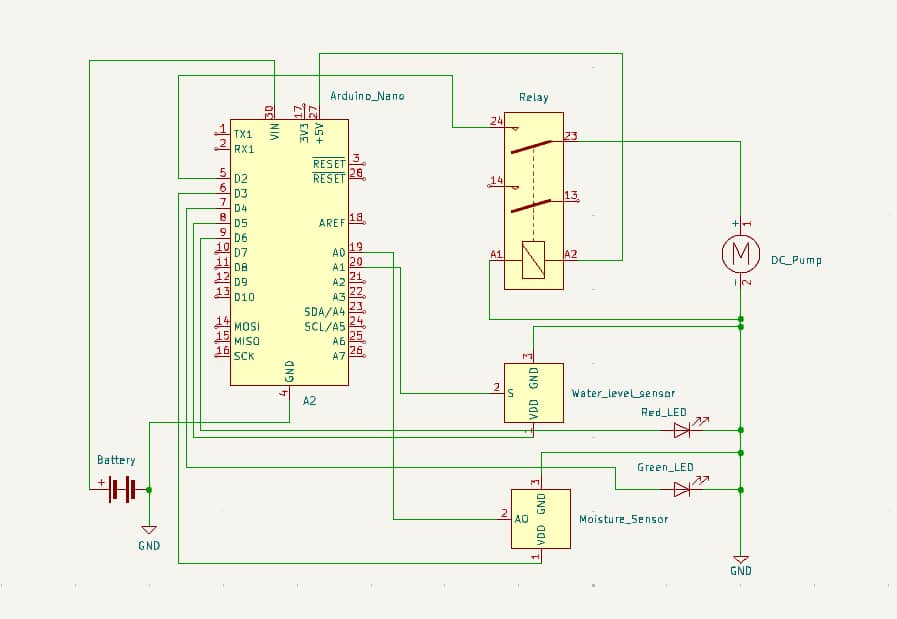 Arduino_Nano
30
VIN
17
3V3
27
+5V
1
TX1
2
RX1
RESET
3
RESET
28
5
D2
6
D3
7
D4
8
D5
9
D6
10
D7
11
D8
12
D9
13
D10
AREF
18
A0
19
A1
20
A2
21
A3
22
SDA/A4
23
SCL/A5
24
A6
25
A7
26
14
MOSI
15
MISO
16
SCK
GND
4
A2
Relay
24
23
14
13
A1
A2
+
1
M
DC_Pump
-
2
3
GND
2
S
VDD
1
Water_level_sensor
Red_LED
Green_LED
3
GND
2
AO
VDD
1
Moisture_Sensor
Battery
+
GND
GND